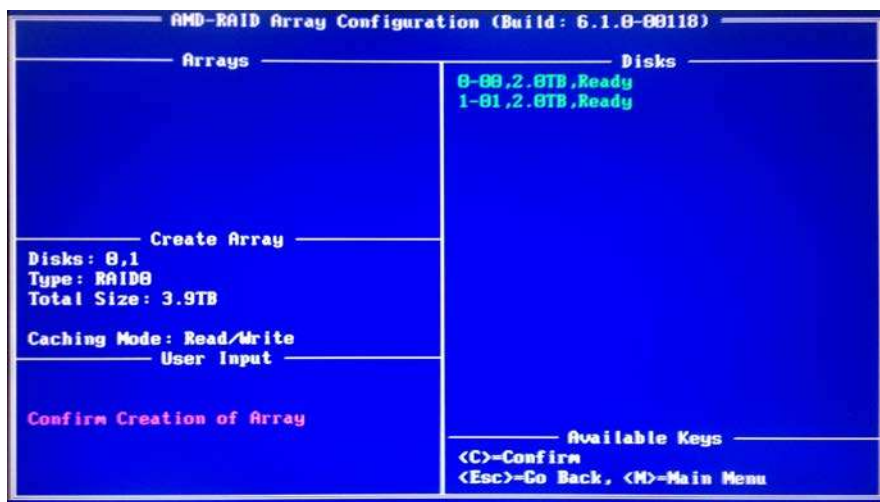 AMD-RAID Array Configuration (Build: 6.1.0-00118)
Arrays
Disks
0-00,2.0TB,Ready
1-01,2.0TB,Ready
Create Array
Disks: 0,1
Type: RAID0
Total Size: 3.9TB
Caching Mode: Read/Write
User Input
Confirm Creation of Array
Available Keys
<C>=Confirm
<Esc>=Go Back, <M>=Main Menu